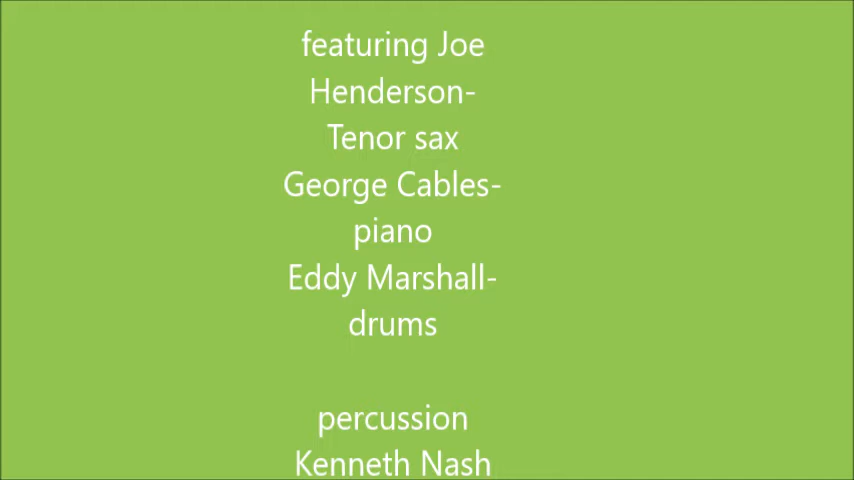 featuring Joe
Henderson-
Tenor sax
George Cables-
piano
Eddy Marshall-
drums
percussion
Kenneth Nash